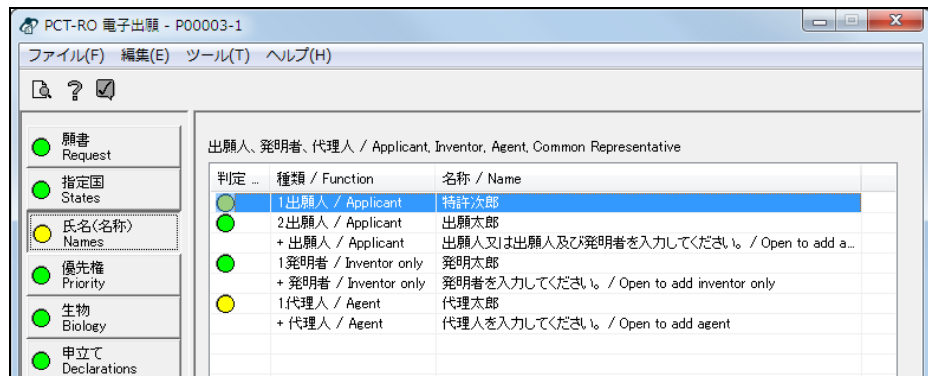 PCT-RO 電子出願 - P00003-1
ファイル(F) 編集(E) ツール(T) ヘルプ(H)
願書
Request
指定国
States
氏名(名称)
Names
優先権
Priority
生物
Biology
申立て
Declarations
出願人、発明者、代理人 / Applicant, Inventor, Agent, Common Representative
判定 ... 種類 / Function 名称 / Name
1出願人 / Applicant 特許次郎
2出願人 / Applicant 出願太郎
+ 出願人 / Applicant 出願人又は出願人及び発明者を入力してください。 / Open to add a...
1発明者 / Inventor only 発明太郎
+ 発明者 / Inventor only 発明者を入力してください。 / Open to add inventor only
1代理人 / Agent 代理太郎
+ 代理人 / Agent 代理人を入力してください。 / Open to add agent